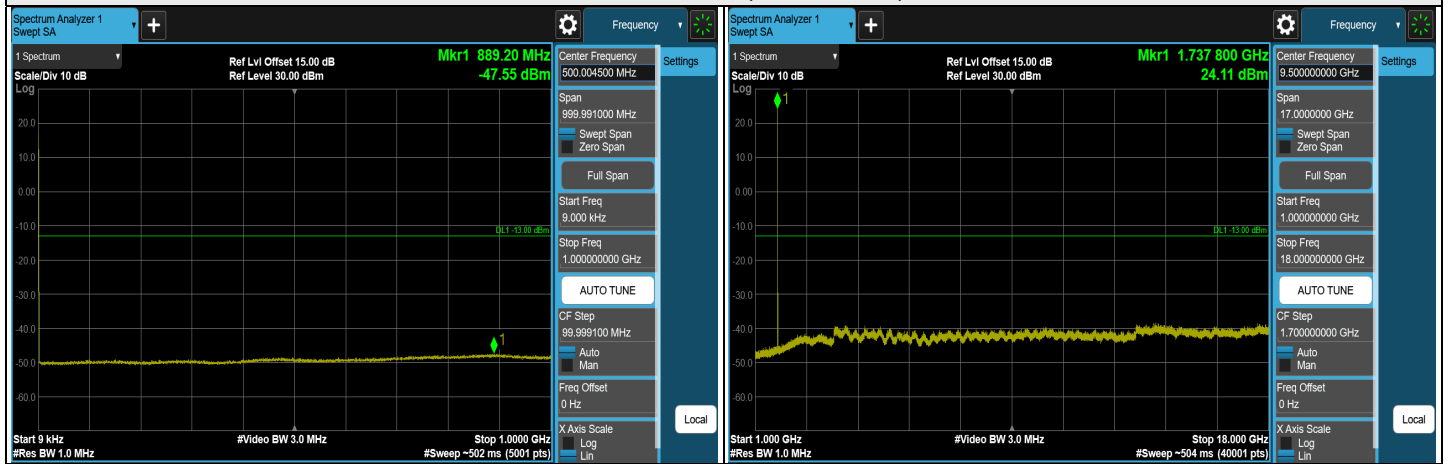 Spectrum Analyzer 1
Swept SA
+
Frequency
1 Spectrum
Scale/Div 10 dB
Log
Ref Lvl Offset 15.00 dB
Ref Level 30.00 dBm
Mkr1 889.20 MHz
-47.55 dBm
20.0
10.0
0.00
-10.0
-20.0
-30.0
-40.0
-50.0
-60.0
DL1 -13.00 dBm
1
Start 9 kHz
#Res BW 1.0 MHz
#Video BW 3.0 MHz
Stop 1.0000 GHz
#Sweep ~502 ms (5001 pts)
Center Frequency
500.004500 MHz
Settings
Span
999.991000 MHz
Swept Span
Zero Span
Full Span
Start Freq
9.000 kHz
Stop Freq
1.000000000 GHz
AUTO TUNE
CF Step
99.999100 MHz
Auto
Man
Freq Offset
0 Hz
X Axis Scale
Log
Lin
Local
Spectrum Analyzer 1
Swept SA
+
Frequency
1 Spectrum
Scale/Div 10 dB
Log
Ref Lvl Offset 15.00 dB
Ref Level 30.00 dBm
Mkr1 1.737 800 GHz
24.11 dBm
1
20.0
10.0
0.00
-10.0
-20.0
-30.0
-40.0
-50.0
-60.0
DL1 -13.00 dBm
Start 1.000 GHz
#Res BW 1.0 MHz
#Video BW 3.0 MHz
Stop 18.000 GHz
#Sweep ~504 ms (40001 pts)
Center Frequency
9.500000000 GHz
Settings
Span
17.0000000 GHz
Swept Span
Zero Span
Full Span
Start Freq
1.000000000 GHz
Stop Freq
18.000000000 GHz
AUTO TUNE
CF Step
1.700000000 GHz
Auto
Man
Freq Offset
0 Hz
X Axis Scale
Log
Lin
Local